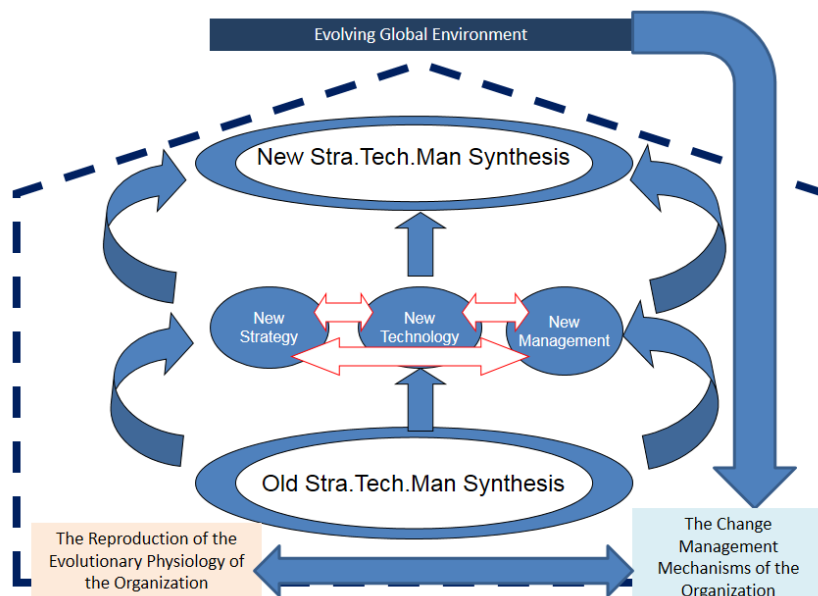 Evolving Global Environment
New Stra.Tech.Man Synthesis
New
Strategy
New
Technology
New
Management
Old Stra.Tech.Man Synthesis
The Reproduction of the
Evolutionary Physiology of
the Organization
The Change
Management
Mechanisms of the
Organization